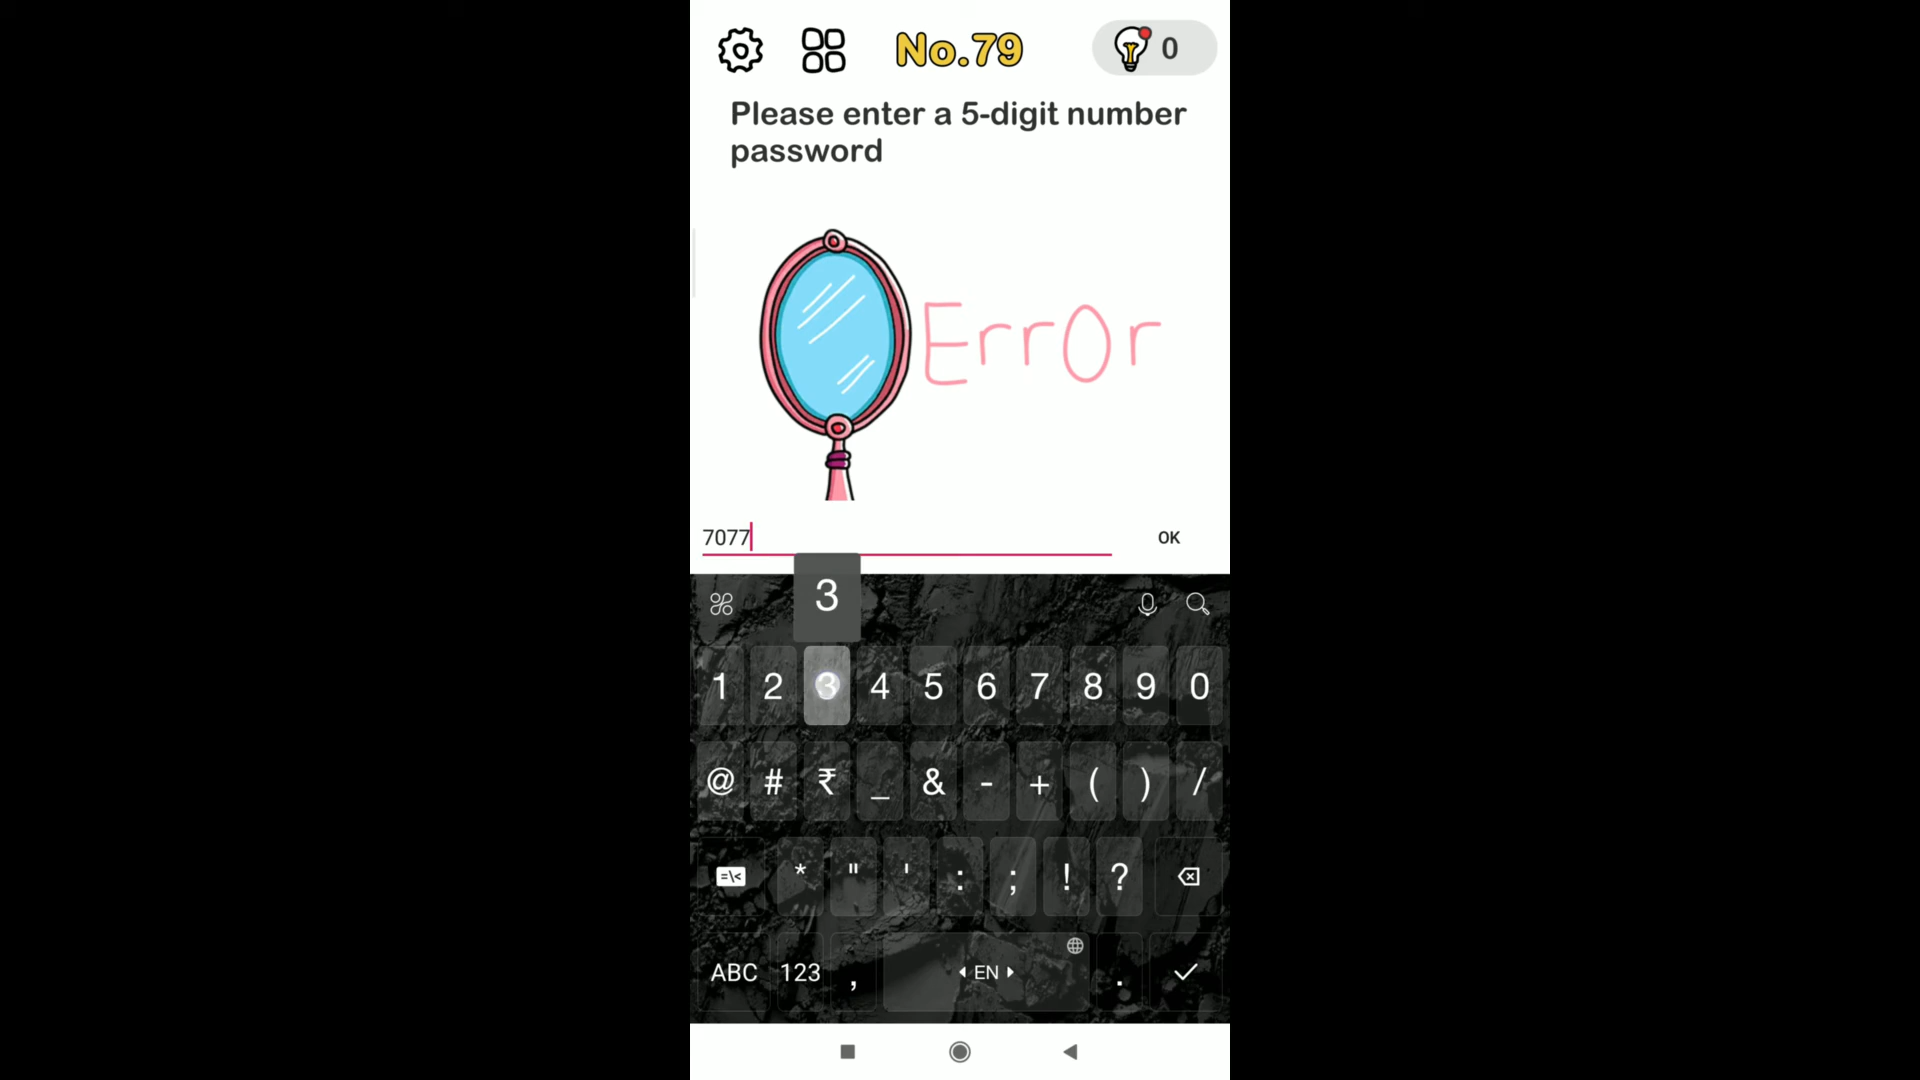 No.79
0
Please enter a 5-digit number
password
ErrOr
7077
OK
3
1 2 3 4 5 6 7 8 9 0
@ # ₹ _ & - + ( ) /
=\< * " ' : ; ! ?
ABC 123 , EN .